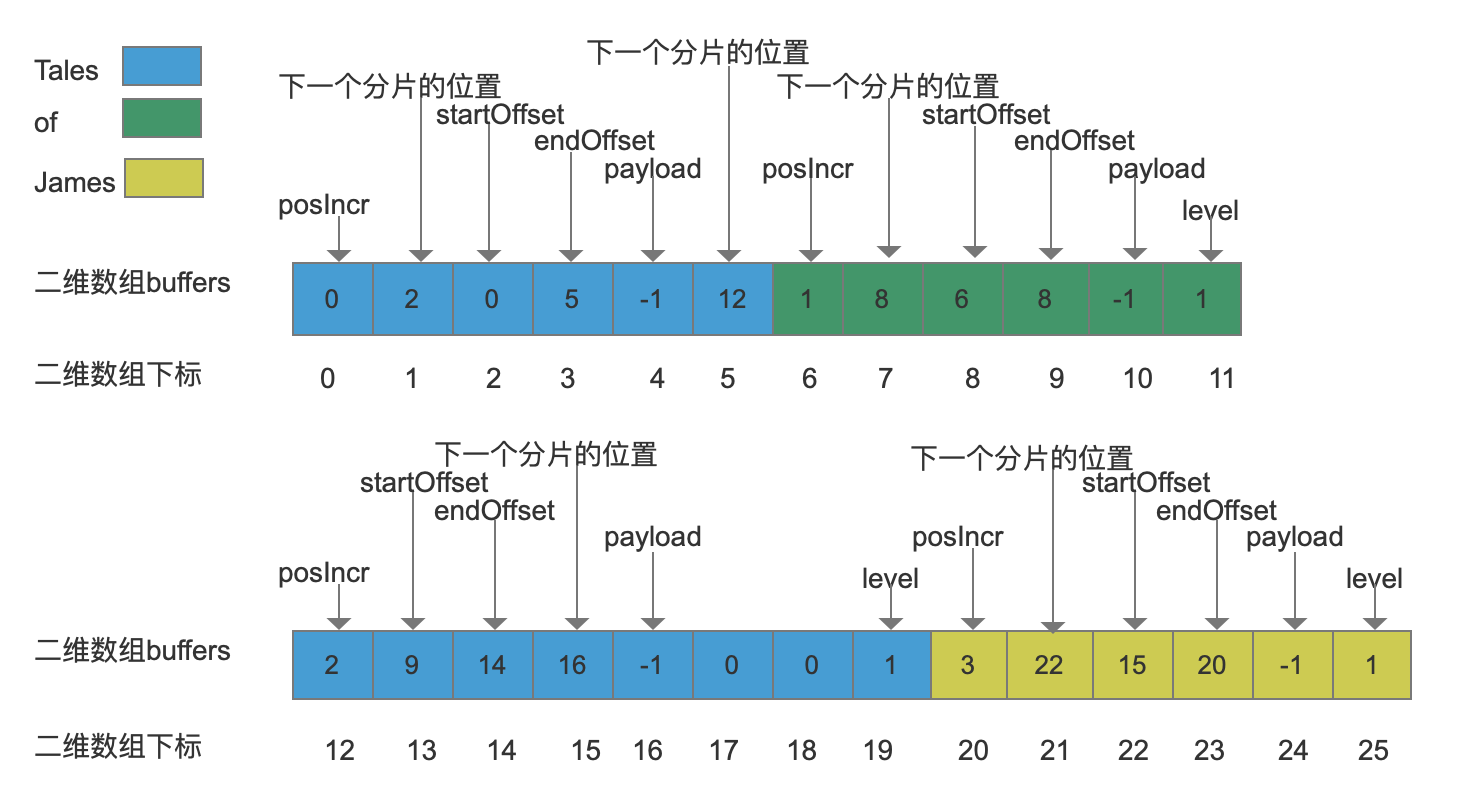 Tales
of
James
下一个分片的位置
下一个分片的位置
下一个分片的位置
startOffset
startOffset
endOffset
endOffset
payload
posIncr
payload
posIncr
level
二维数组buffers
0 2 0 5 -1 12 1 8 6 8 -1 1
二维数组下标
0 1 2 3 4 5 6 7 8 9 10 11
下一个分片的位置
下一个分片的位置
startOffset
startOffset
endOffset
endOffset
payload
posIncr
payload
posIncr
level
level
二维数组buffers
2 9 14 16 -1 0 0 1 3 22 15 20 -1 1
二维数组下标
12 13 14 15 16 17 18 19 20 21 22 23 24 25